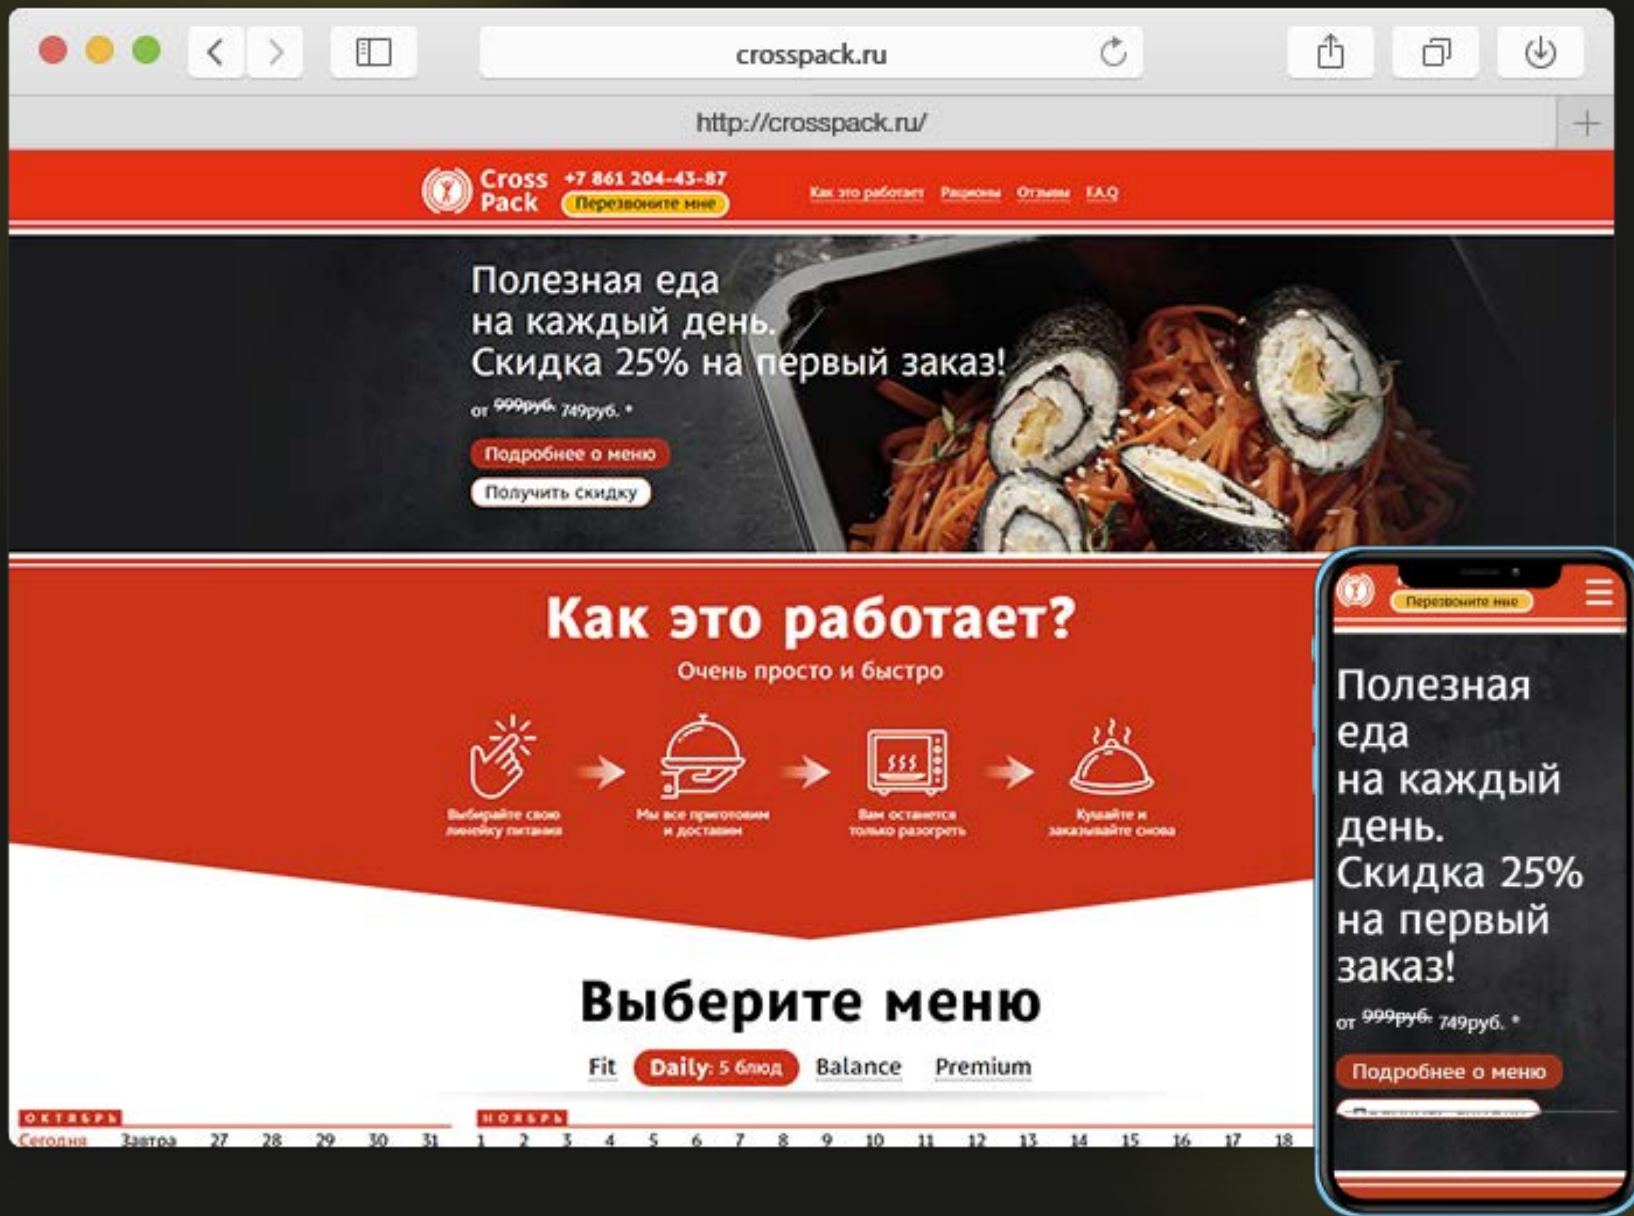 crosspack.ru
http://crosspack.ru/
Cross
Pack
+7 861 204-43-87
Перезвоните мне
Как это работает Рационы Отзывы F.A.Q
Полезная еда
на каждый день.
Скидка 25% на первый заказ!
от 999руб. 749руб. *
Подробнее о меню
Получить скидку
Как это работает?
Очень просто и быстро
Выбирайте свою
линейку питания
Мы все приготовим
и доставим
Вам останется
только разогреть
Кушайте и
заказывайте снова
Выберите меню
Fit Daily: 5 блюд Balance Premium
ОКТЯБРЬ
Сегодня Завтра 27 28 29 30 31
НОЯБРЬ
1 2 3 4 5 6 7 8 9 10 11 12 13 14 15 16 17 18
Перезвоните мне
Полезная
еда
на каждый
день.
Скидка 25%
на первый
заказ!
от 999руб. 749руб. *
Подробнее о меню